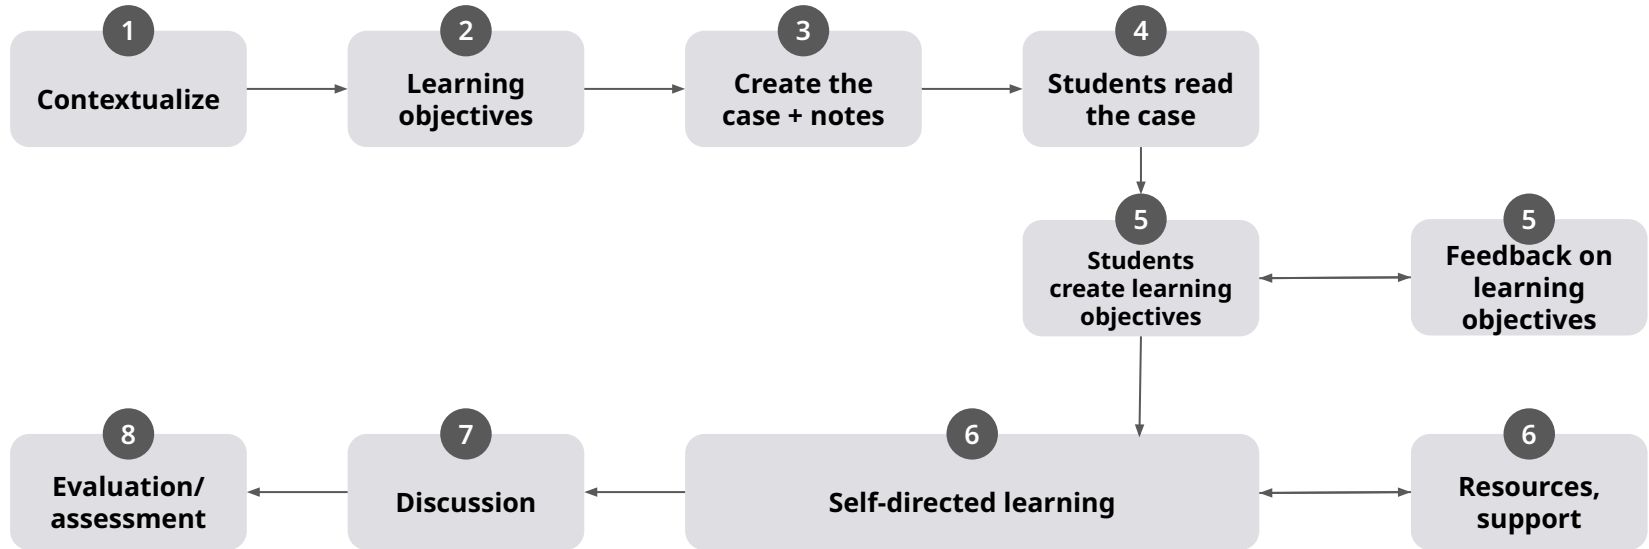 1
Contextualize
2
Learning
objectives
3
Create the
case + notes
4
Students read
the case
5
Students
create learning
objectives
5
Feedback on
learning
objectives
8
Evaluation/
assessment
7
Discussion
6
Self-directed learning
6
Resources,
support